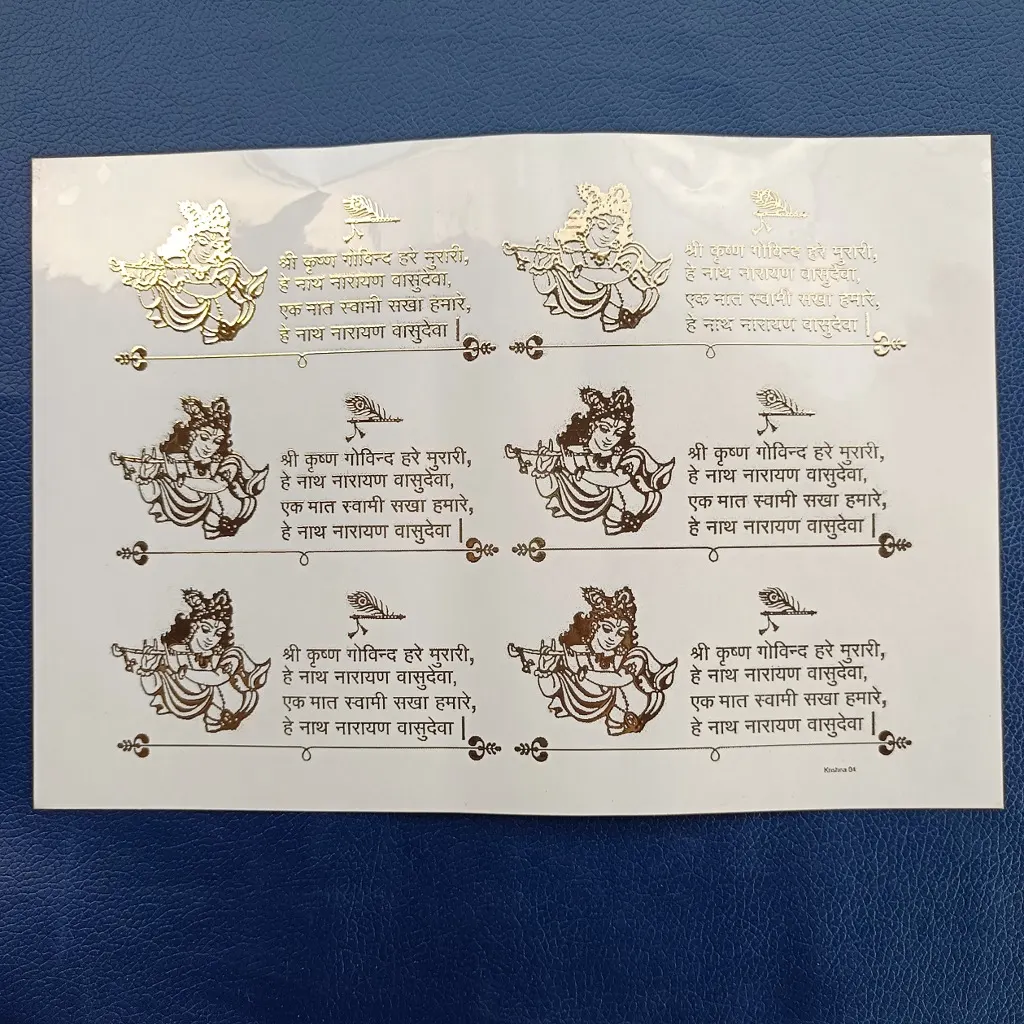 श्री कृष्ण गोविन्द हरे मुरारी,
हे नाथ नारायण वासुदेवा,
एक मात स्वामी सखा हमारे,
हे नाथ नारायण वासुदेवा |
श्री कृष्ण गोविन्द हरे मुरारी,
हे नाथ नारायण वासुदेवा,
एक मात स्वामी सखा हमारे,
हे नाथ नारायण वासुदेवा |
श्री कृष्ण गोविन्द हरे मुरारी,
हे नाथ नारायण वासुदेवा,
एक मात स्वामी सखा हमारे,
हे नाथ नारायण वासुदेवा |
श्री कृष्ण गोविन्द हरे मुरारी,
हे नाथ नारायण वासुदेवा,
एक मात स्वामी सखा हमारे,
हे नाथ नारायण वासुदेवा |
श्री कृष्ण गोविन्द हरे मुरारी,
हे नाथ नारायण वासुदेवा,
एक मात स्वामी सखा हमारे,
हे नाथ नारायण वासुदेवा |
श्री कृष्ण गोविन्द हरे मुरारी,
हे नाथ नारायण वासुदेवा,
एक मात स्वामी सखा हमारे,
हे नाथ नारायण वासुदेवा |
Krishna 04